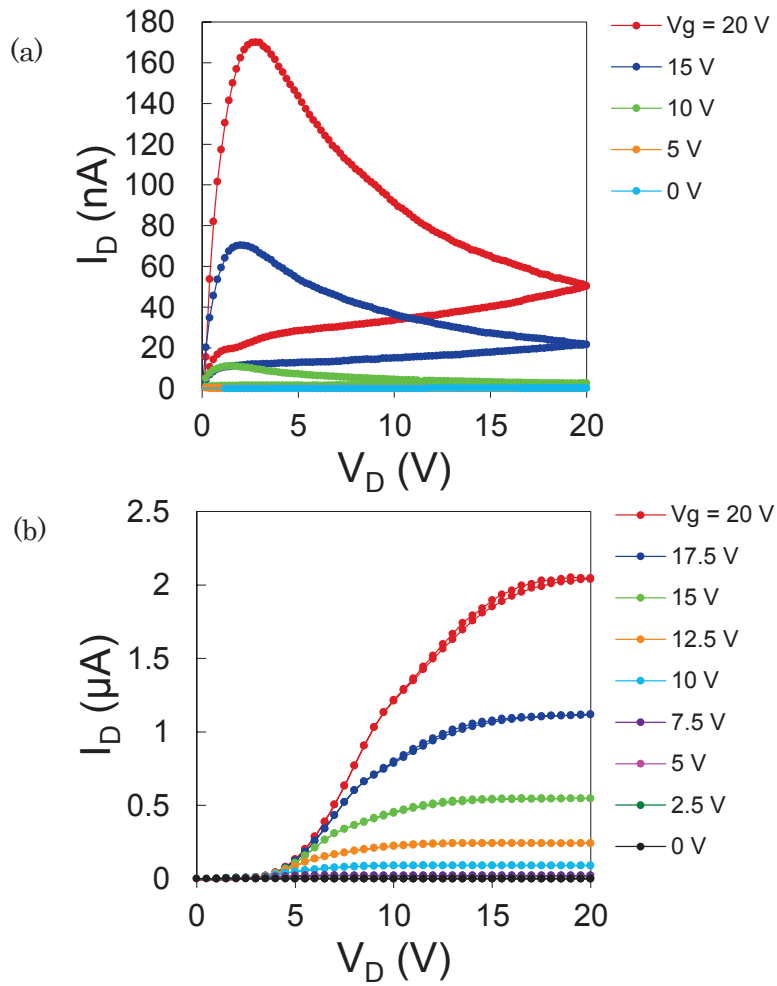 (a)
180
160
140
120
100
80
60
40
20
0
I_D (nA)
0 5 10 15 20
V_D (V)
Vg = 20 V
15 V
10 V
5 V
0 V
(b)
2.5
2
1.5
1
0.5
0
I_D (µA)
0 5 10 15 20
V_D (V)
Vg = 20 V
17.5 V
15 V
12.5 V
10 V
7.5 V
5 V
2.5 V
0 V